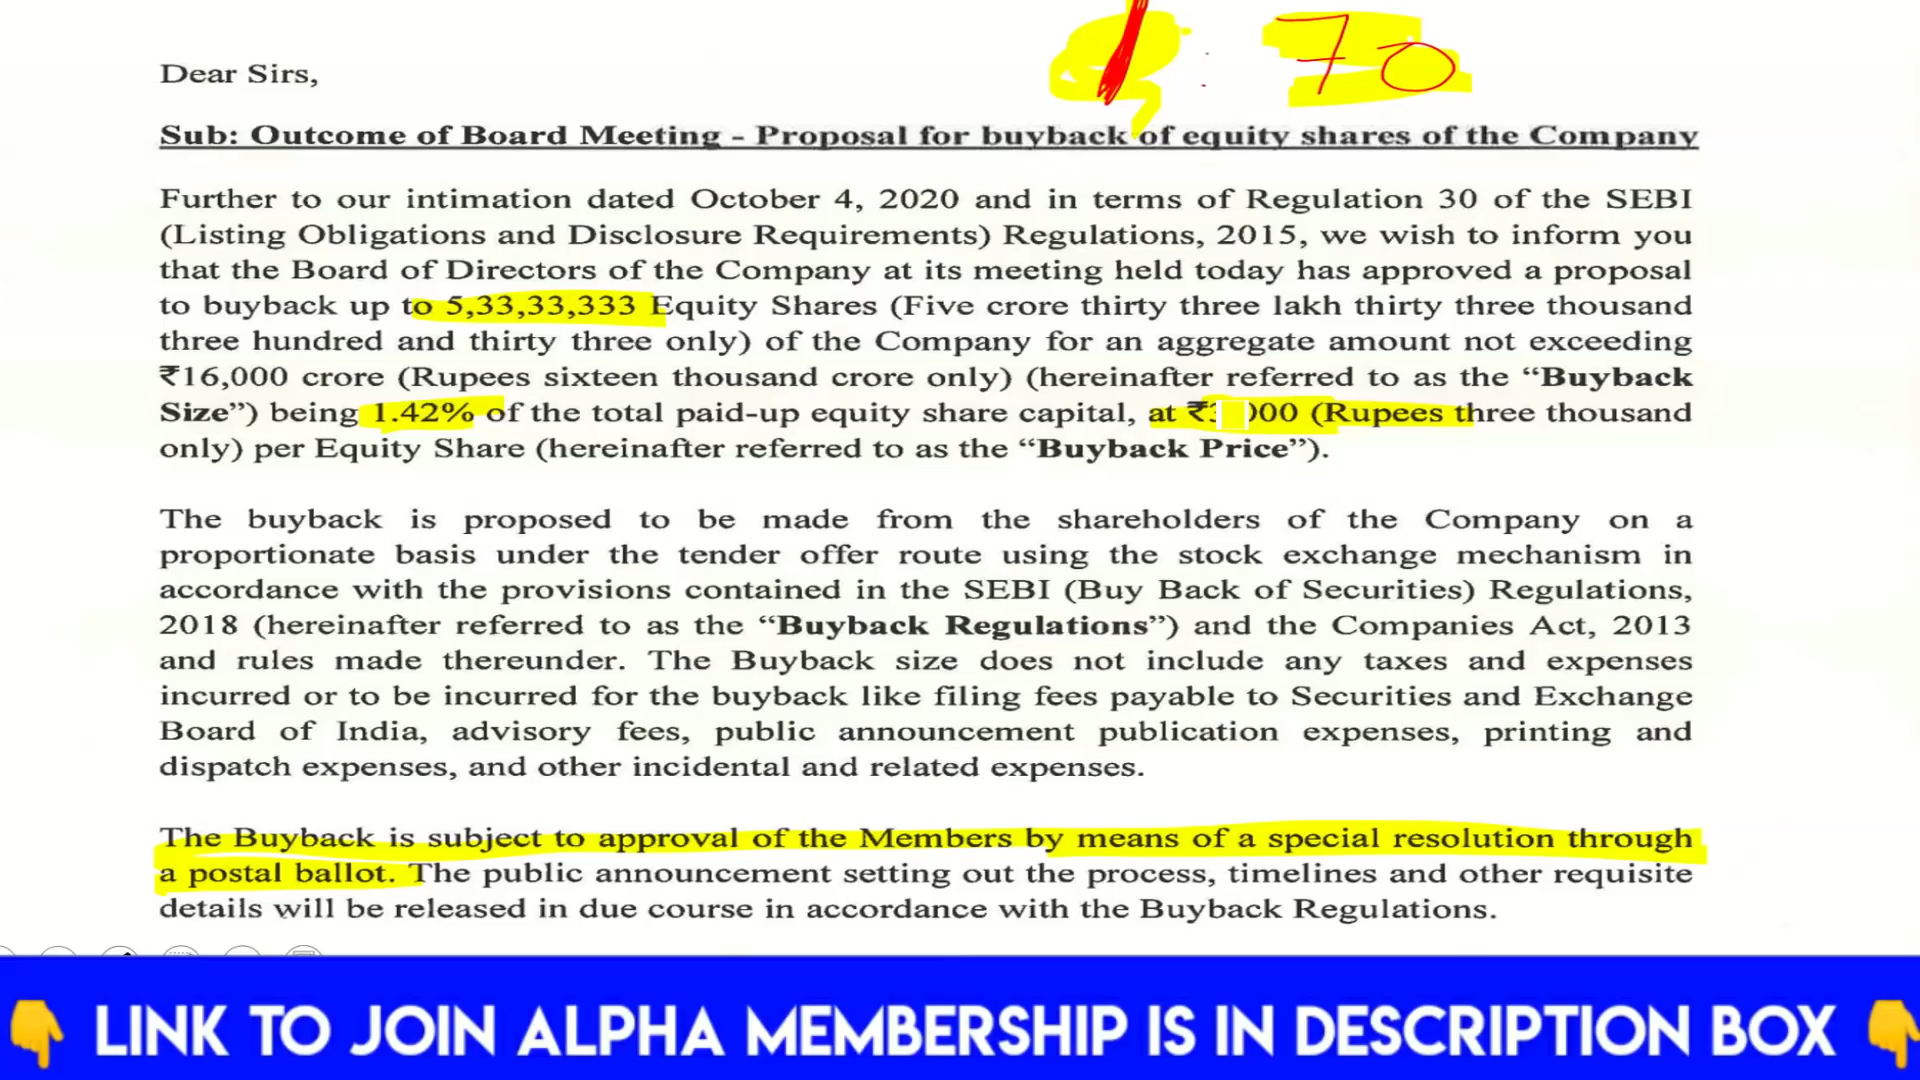 70
Dear Sirs,
Sub: Outcome of Board Meeting - Proposal for buyback of equity shares of the Company
Further to our intimation dated October 4, 2020 and in terms of Regulation 30 of the SEBI
(Listing Obligations and Disclosure Requirements) Regulations, 2015, we wish to inform you
that the Board of Directors of the Company at its meeting held today has approved a proposal
to buyback up to 5,33,33,333 Equity Shares (Five crore thirty three lakh thirty three thousand
three hundred and thirty three only) of the Company for an aggregate amount not exceeding
₹16,000 crore (Rupees sixteen thousand crore only) (hereinafter referred to as the “Buyback
Size”) being 1.42% of the total paid-up equity share capital, at (Rupees three thousand
only) per Equity Share (hereinafter referred to as the “Buyback Price”).
The buyback is proposed to be made from the shareholders of the Company on a
proportionate basis under the tender offer route using the stock exchange mechanism in
accordance with the provisions contained in the SEBI (Buy Back of Securities) Regulations,
2018 (hereinafter referred to as the “Buyback Regulations”) and the Companies Act, 2013
and rules made thereunder. The Buyback size does not include any taxes and expenses
incurred or to be incurred for the buyback like filing fees payable to Securities and Exchange
Board of India, advisory fees, public announcement publication expenses, printing and
dispatch expenses, and other incidental and related expenses.
The Buyback is subject to approval of the Members by means of a special resolution through
a postal ballot. The public announcement setting out the process, timelines and other requisite
details will be released in due course in accordance with the Buyback Regulations.
LINK TO JOIN ALPHA MEMBERSHIP IS IN DESCRIPTION BOX